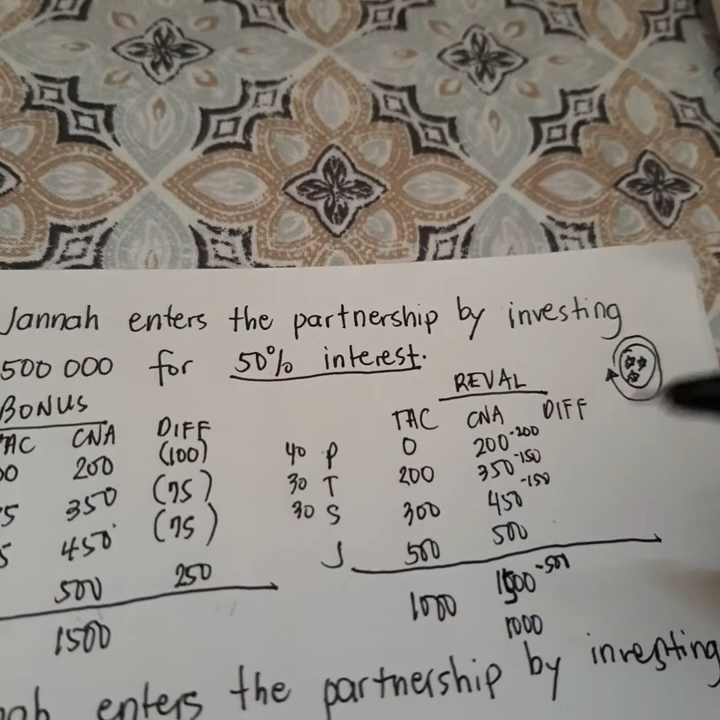 Jannah enters the partnership by investing
500 000 for 50% interest.
BONUS
CNA DIFF
200 (100)
350 (75)
450 (75)
500 250
1500
REVAL
TAC CNA DIFF
40 P 0 200 -200
30 T 200 350 -150
30 S 300 450 -150
J 500 500
1000 1500 -500
1000
enters the partnership by investing